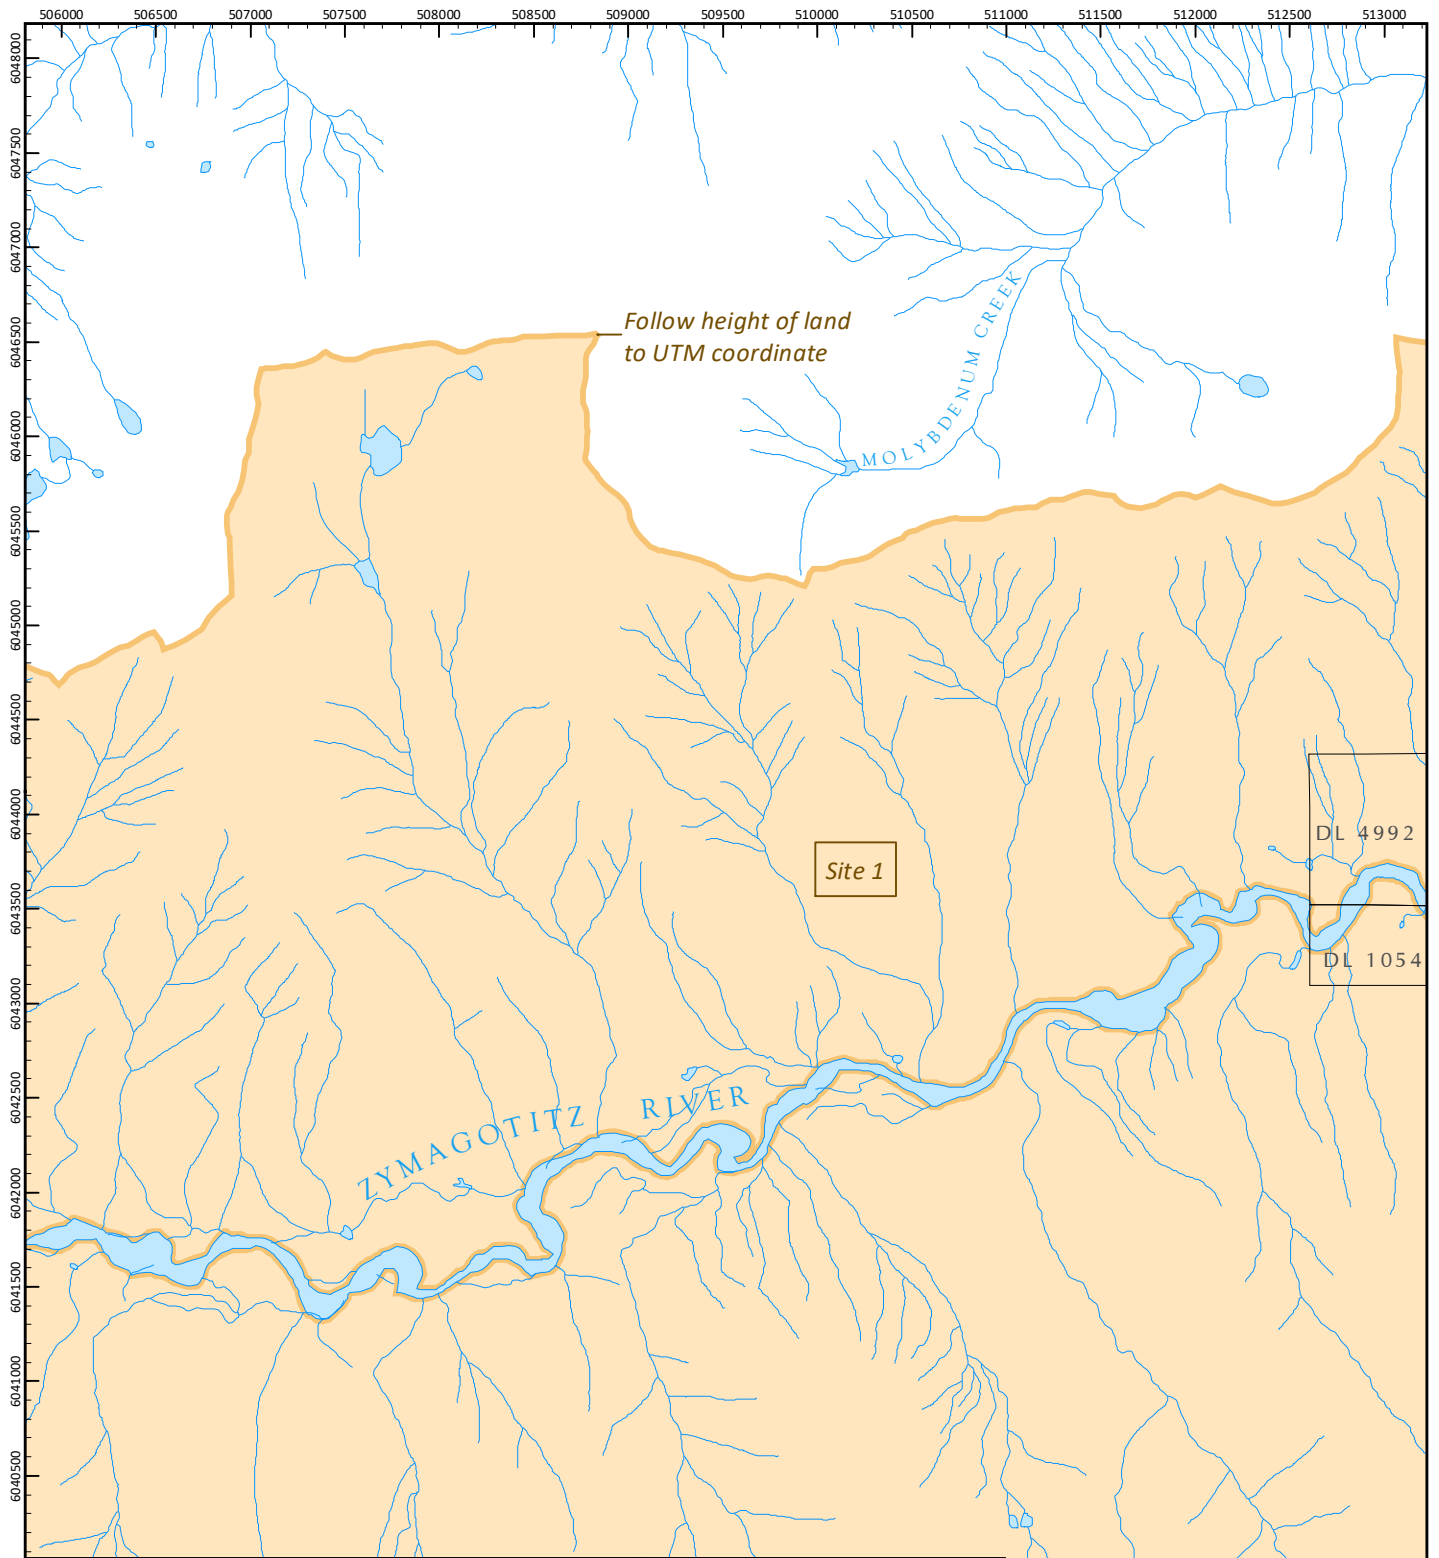 506000 506500 507000 507500 508000 508500 509000 509500 510000 510500 511000 511500 512000 512500 513000
6048000
6047500
6047000
6046500
6046000
6045500
6045000
6044500
6044000
6043500
6043000
6042500
6042000
6041500
6041000
6040500
Follow height of land
to UTM coordinate
MOLYBDENUM CREEK
DL 4992
Site 1
DL 1054
ZYMAGOTITZ RIVER